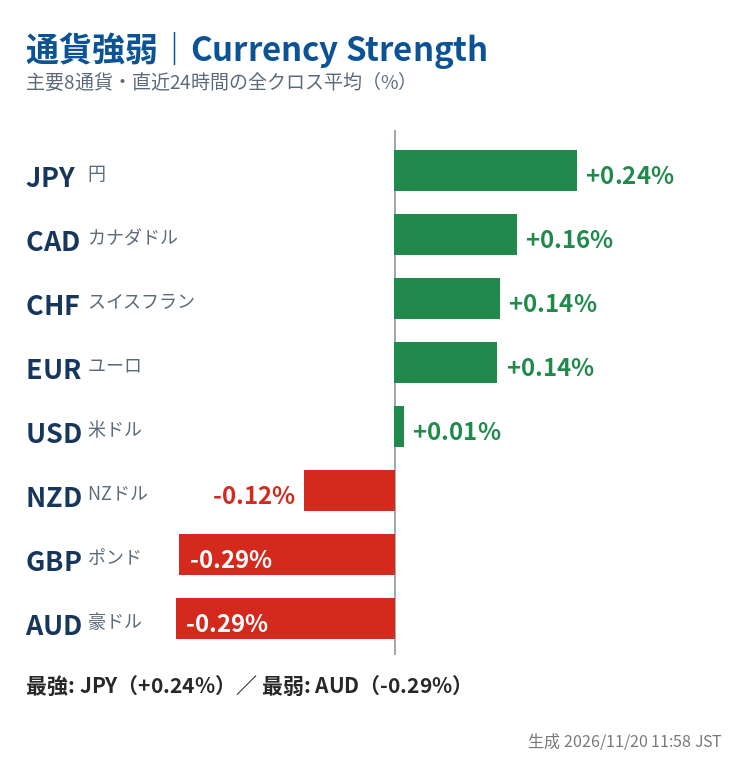 通貨強弱｜Currency Strength
主要8通貨・直近24時間の全クロス平均（%）
JPY 円 +0.24%
CAD カナダドル +0.16%
CHF スイスフラン +0.14%
EUR ユーロ +0.14%
USD 米ドル +0.01%
NZD NZドル -0.12%
GBP ポンド -0.29%
AUD 豪ドル -0.29%
最強: JPY（+0.24%）／ 最弱: AUD（-0.29%）
生成 2026/11/20 11:58 JST